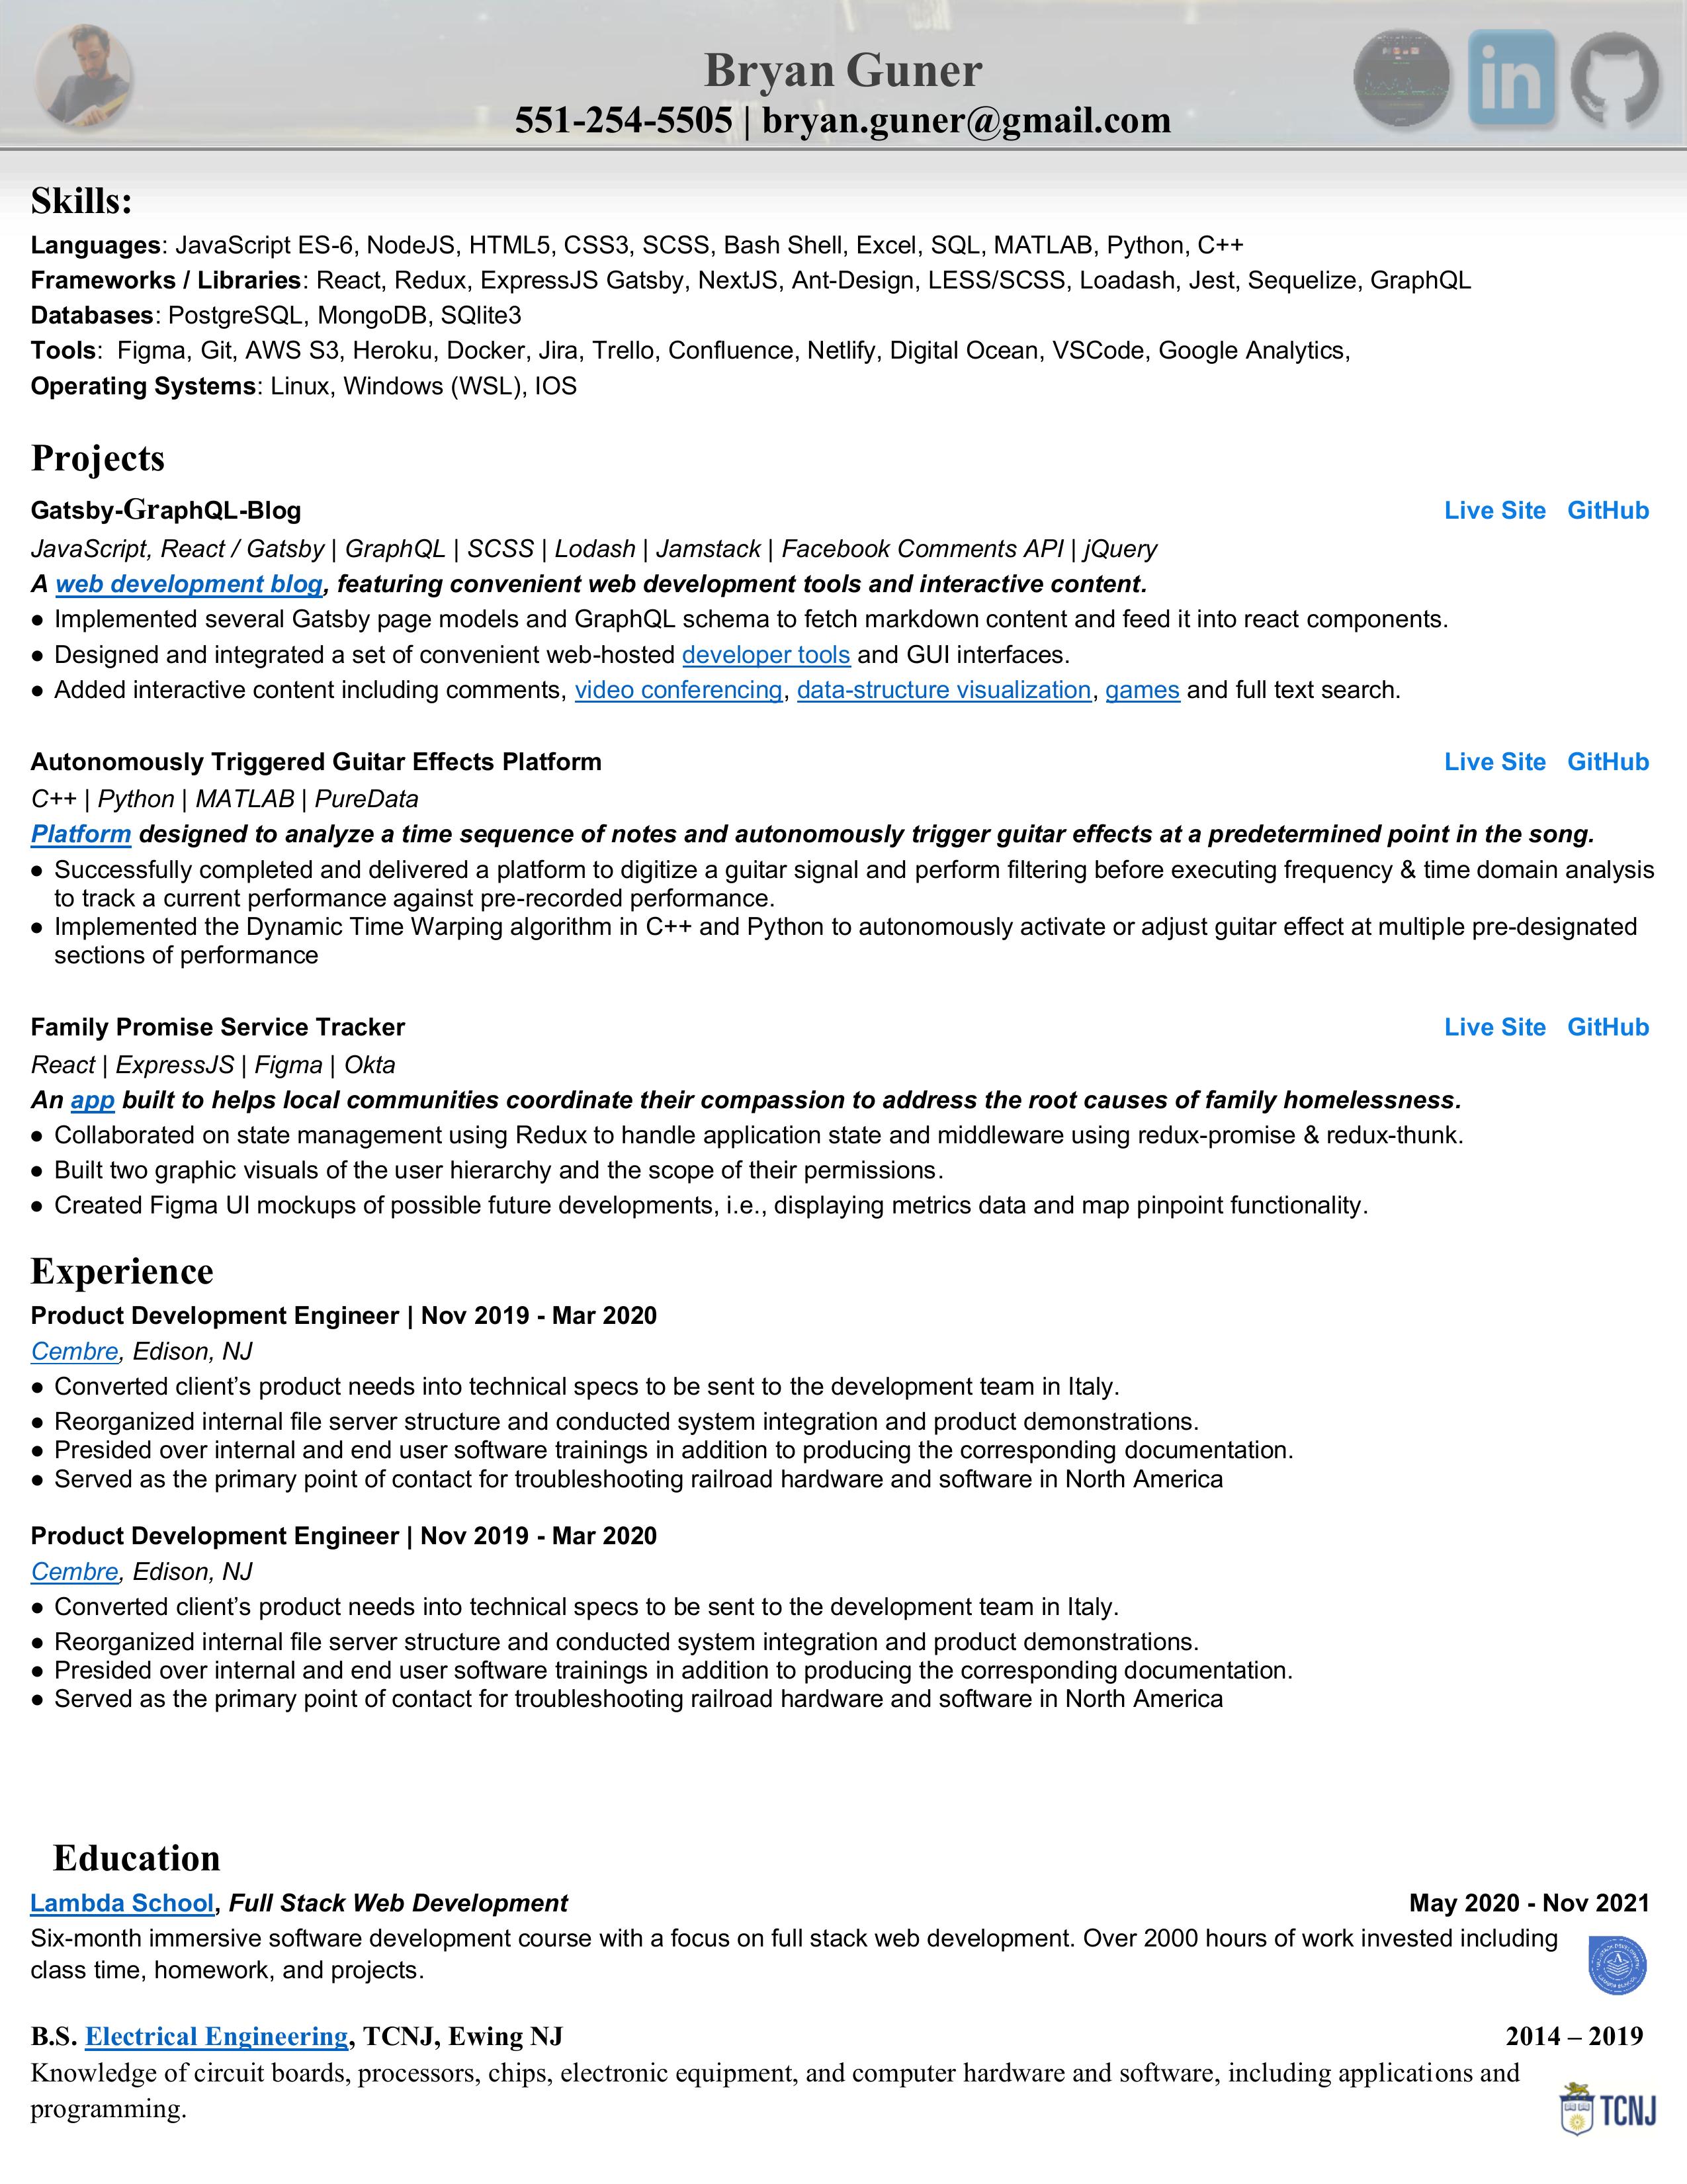 Bryan Guner
551-254-5505 | bryan.guner@gmail.com
in
Skills:
Languages: JavaScript ES-6, NodeJS, HTML5, CSS3, SCSS, Bash Shell, Excel, SQL, MATLAB, Python, C++
Frameworks / Libraries: React, Redux, ExpressJS Gatsby, NextJS, Ant-Design, LESS/SCSS, Loadash, Jest, Sequelize, GraphQL
Databases: PostgreSQL, MongoDB, SQlite3
Tools:  Figma, Git, AWS S3, Heroku, Docker, Jira, Trello, Confluence, Netlify, Digital Ocean, VSCode, Google Analytics,
Operating Systems: Linux, Windows (WSL), IOS
Projects
Gatsby-GraphQL-Blog Live Site GitHub
JavaScript, React / Gatsby | GraphQL | SCSS | Lodash | Jamstack | Facebook Comments API | jQuery
A web development blog, featuring convenient web development tools and interactive content.
● Implemented several Gatsby page models and GraphQL schema to fetch markdown content and feed it into react components.
● Designed and integrated a set of convenient web-hosted developer tools and GUI interfaces.
● Added interactive content including comments, video conferencing, data-structure visualization, games and full text search.
Autonomously Triggered Guitar Effects Platform Live Site GitHub
C++ | Python | MATLAB | PureData
Platform designed to analyze a time sequence of notes and autonomously trigger guitar effects at a predetermined point in the song.
● Successfully completed and delivered a platform to digitize a guitar signal and perform filtering before executing frequency & time domain analysis
to track a current performance against pre-recorded performance.
● Implemented the Dynamic Time Warping algorithm in C++ and Python to autonomously activate or adjust guitar effect at multiple pre-designated
sections of performance
Family Promise Service Tracker Live Site GitHub
React | ExpressJS | Figma | Okta
An app built to helps local communities coordinate their compassion to address the root causes of family homelessness.
● Collaborated on state management using Redux to handle application state and middleware using redux-promise & redux-thunk.
● Built two graphic visuals of the user hierarchy and the scope of their permissions.
● Created Figma UI mockups of possible future developments, i.e., displaying metrics data and map pinpoint functionality.
Experience
Product Development Engineer | Nov 2019 - Mar 2020
Cembre, Edison, NJ
● Converted client’s product needs into technical specs to be sent to the development team in Italy.
● Reorganized internal file server structure and conducted system integration and product demonstrations.
● Presided over internal and end user software trainings in addition to producing the corresponding documentation.
● Served as the primary point of contact for troubleshooting railroad hardware and software in North America
Product Development Engineer | Nov 2019 - Mar 2020
Cembre, Edison, NJ
● Converted client’s product needs into technical specs to be sent to the development team in Italy.
● Reorganized internal file server structure and conducted system integration and product demonstrations.
● Presided over internal and end user software trainings in addition to producing the corresponding documentation.
● Served as the primary point of contact for troubleshooting railroad hardware and software in North America
Education
Lambda School, Full Stack Web Development May 2020 - Nov 2021
Six-month immersive software development course with a focus on full stack web development. Over 2000 hours of work invested including
class time, homework, and projects.
B.S. Electrical Engineering, TCNJ, Ewing NJ 2014 – 2019
Knowledge of circuit boards, processors, chips, electronic equipment, and computer hardware and software, including applications and
programming.
TCNJ